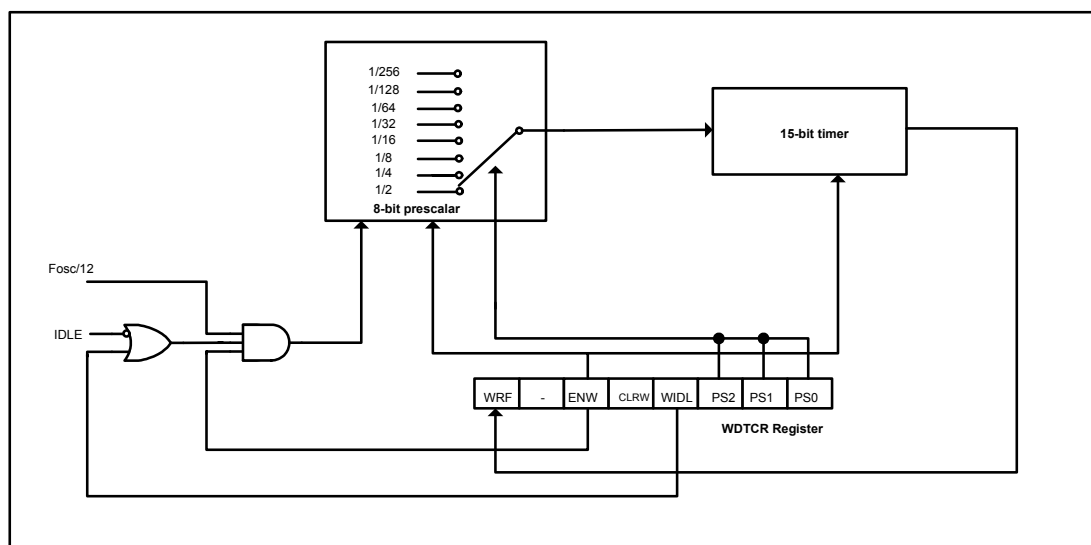 1/256
1/128
1/64
1/32
1/16
1/8
1/4
1/2
8-bit prescalar
15-bit timer
Fosc/12
IDLE
WRF - ENW CLRW WIDL PS2 PS1 PS0
WDTCR Register